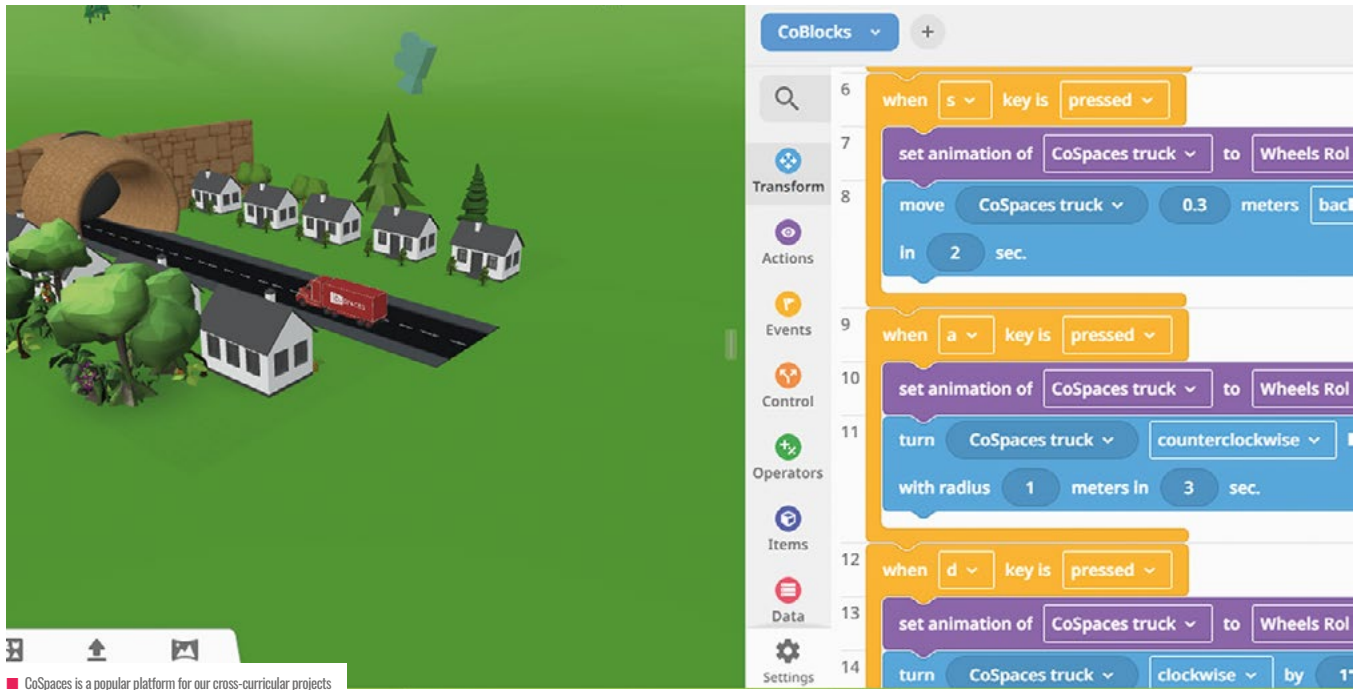 CoBlocks
+
6 when s key is pressed
7 set animation of CoSpaces truck to Wheels Rol
8 move CoSpaces truck 0.3 meters back
in 2 sec.
9 when a key is pressed
10 set animation of CoSpaces truck to Wheels Rol
11 turn CoSpaces truck counterclockwise
with radius 1 meters in 3 sec.
12 when d key is pressed
13 set animation of CoSpaces truck to Wheels Rol
14 turn CoSpaces truck clockwise by
Transform
Actions
Events
Control
Operators
Items
Data
Settings
CoSpaces
CoSpaces is a popular platform for our cross-curricular projects